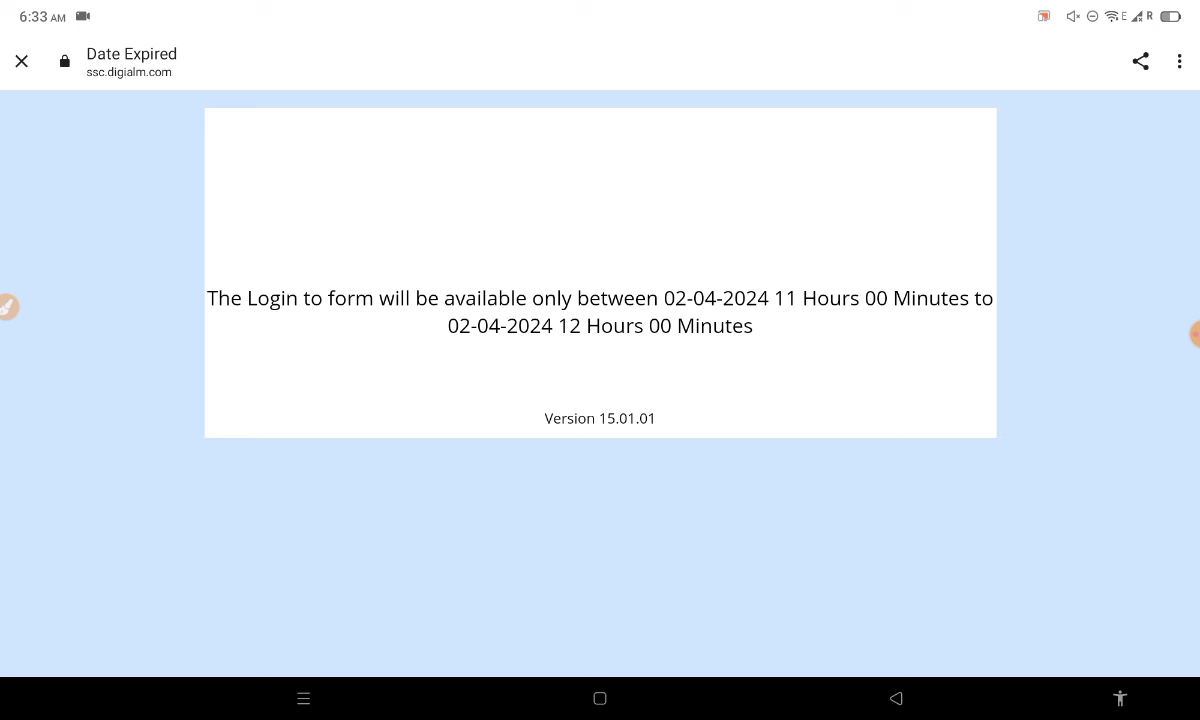 6:33 AM
E R
Date Expired
ssc.digialm.com
The Login to form will be available only between 02-04-2024 11 Hours 00 Minutes to
02-04-2024 12 Hours 00 Minutes
Version 15.01.01